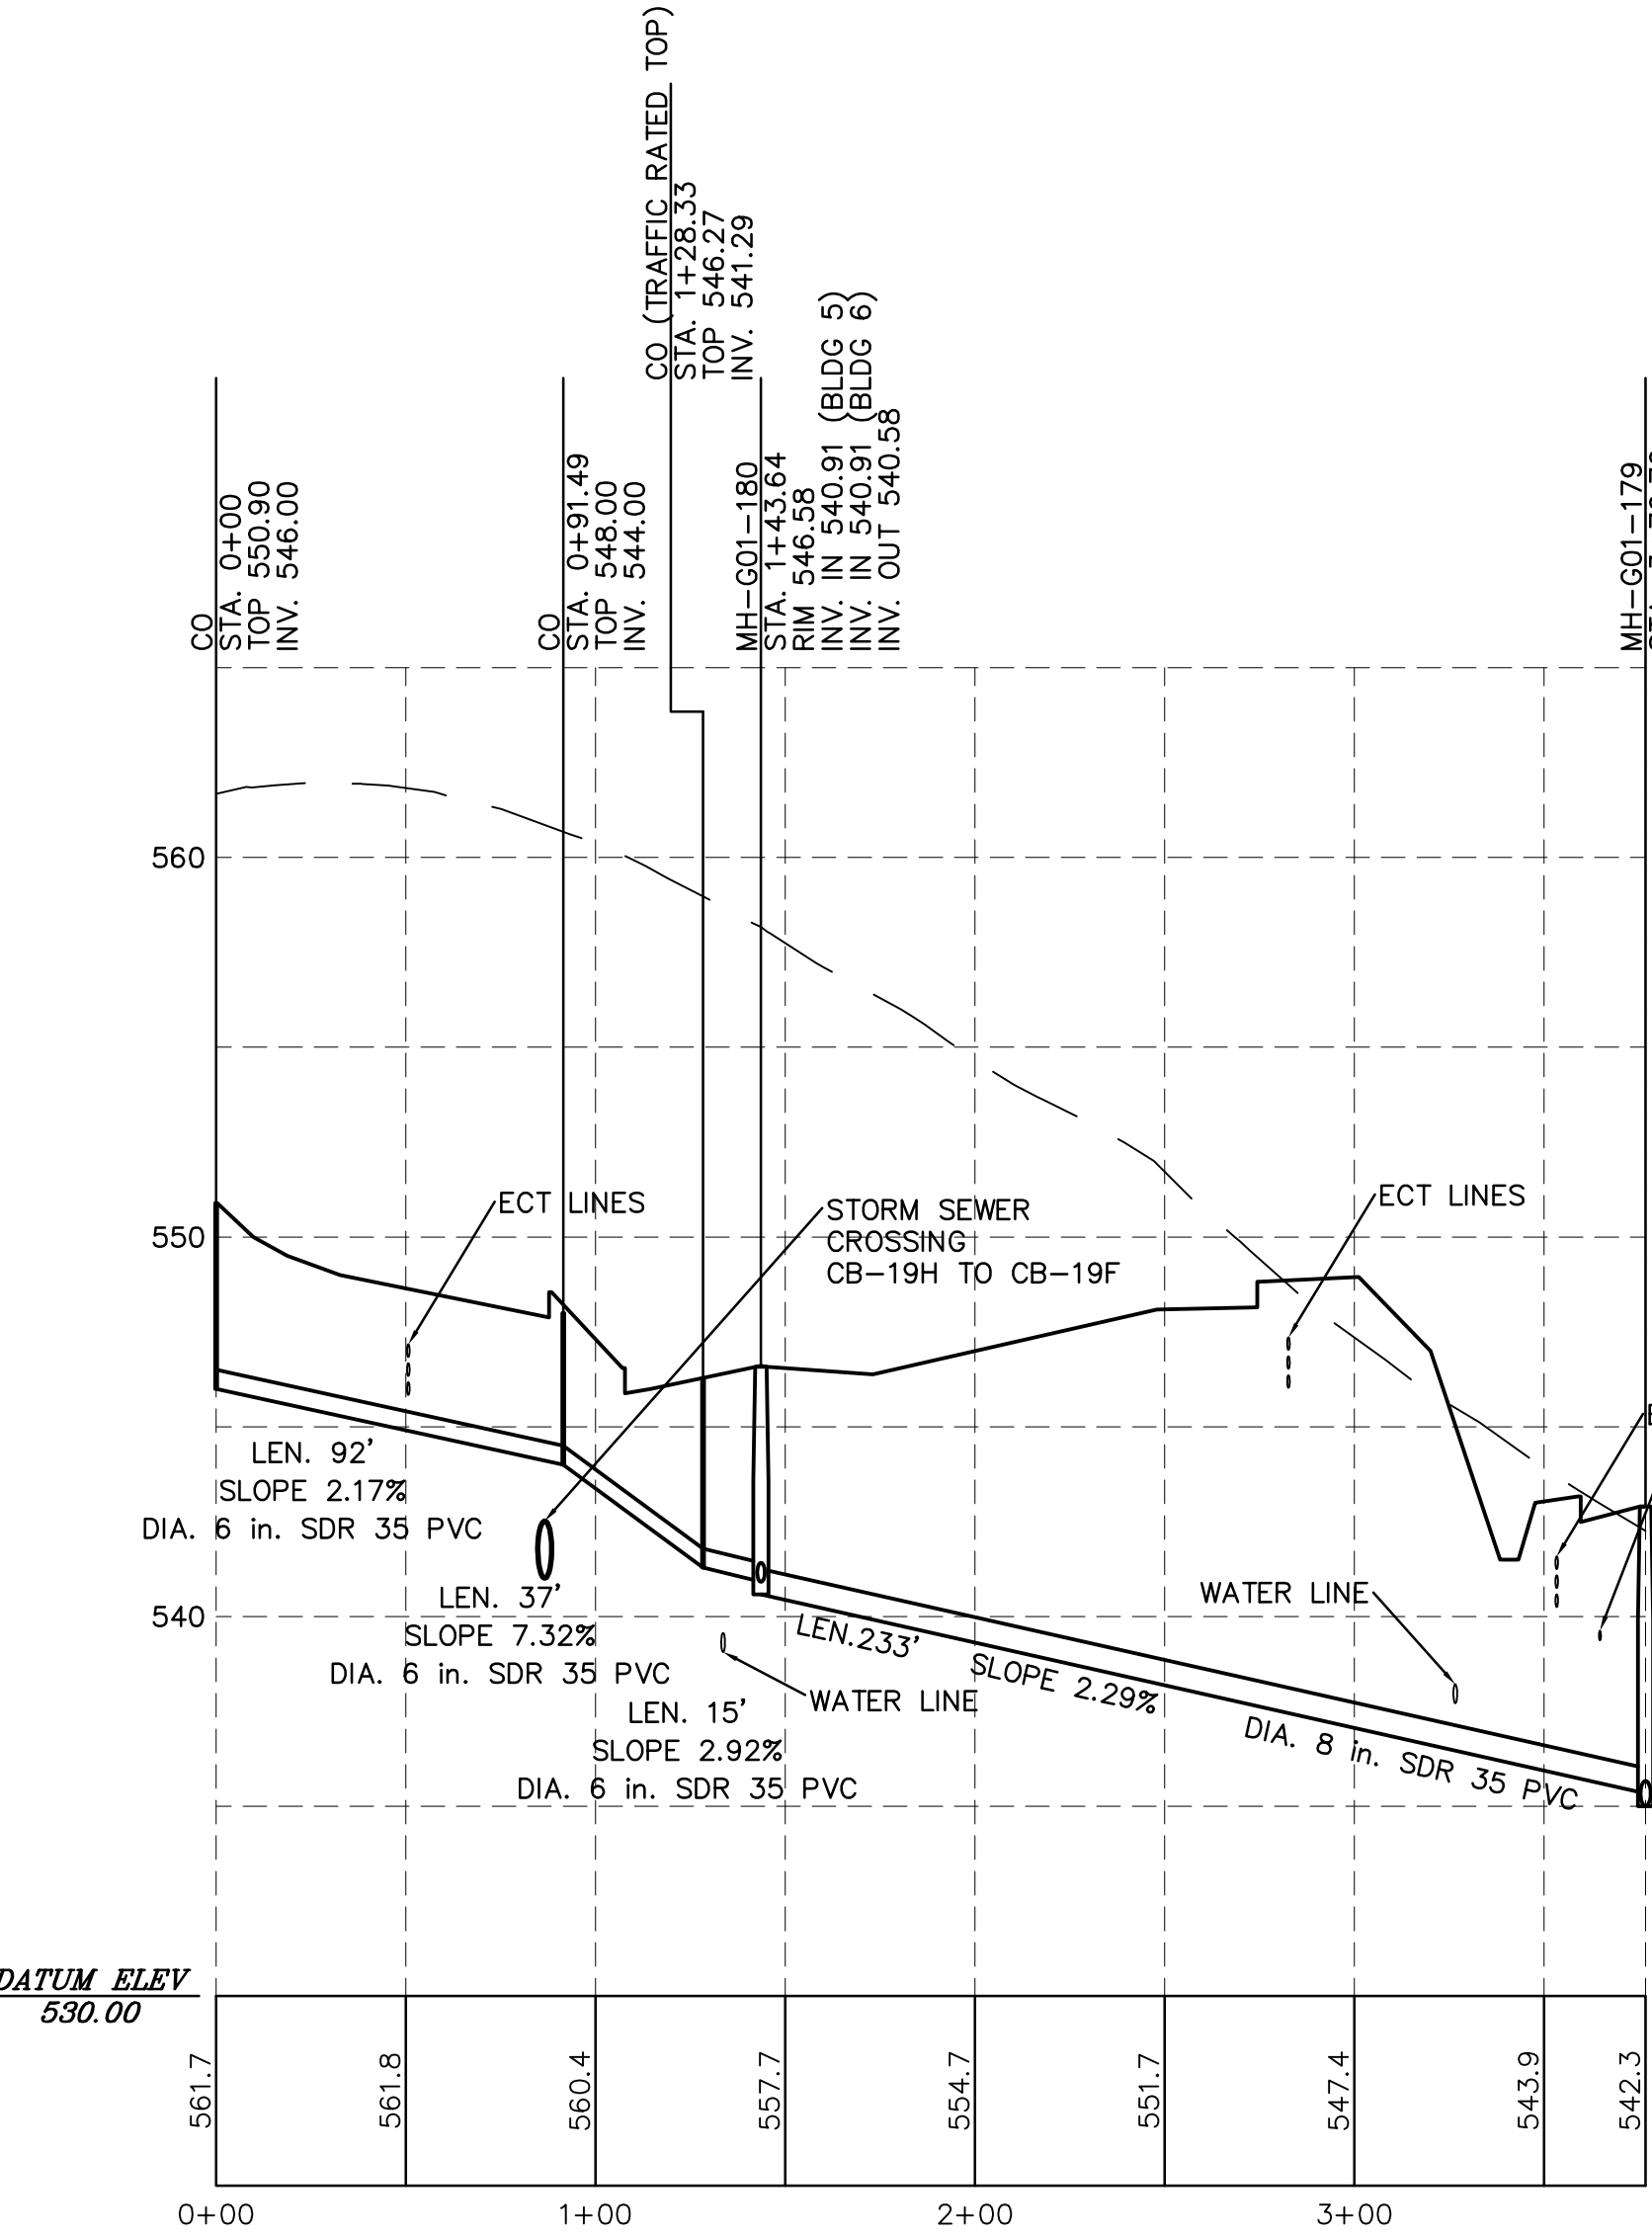 CO (TRAFFIC RATED TOP)
STA. 1+28.33
TOP 546.27
INV. 541.29
CO
STA. 0+00
TOP 550.90
INV. 546.00
CO
STA. 0+91.49
TOP 548.00
INV. 544.00
MH-G01-180
STA. 1+43.64
RIM 546.58
INV. IN 540.91 (BLDG 5)
INV. IN 540.91 (BLDG 6)
INV. OUT 540.58
MH-G01-179
560
550
540
ECT LINES
STORM SEWER
CROSSING
CB-19H TO CB-19F
ECT LINES
LEN. 92'
SLOPE 2.17%
DIA. 6 in. SDR 35 PVC
LEN. 37'
SLOPE 7.32%
DIA. 6 in. SDR 35 PVC
LEN. 15'
SLOPE 2.92%
DIA. 6 in. SDR 35 PVC
WATER LINE
WATER LINE
LEN.233'
SLOPE 2.29%
DIA. 8 in. SDR 35 PVC
DATUM ELEV
530.00
561.7
561.8
560.4
557.7
554.7
551.7
547.4
543.9
542.3
0+00
1+00
2+00
3+00